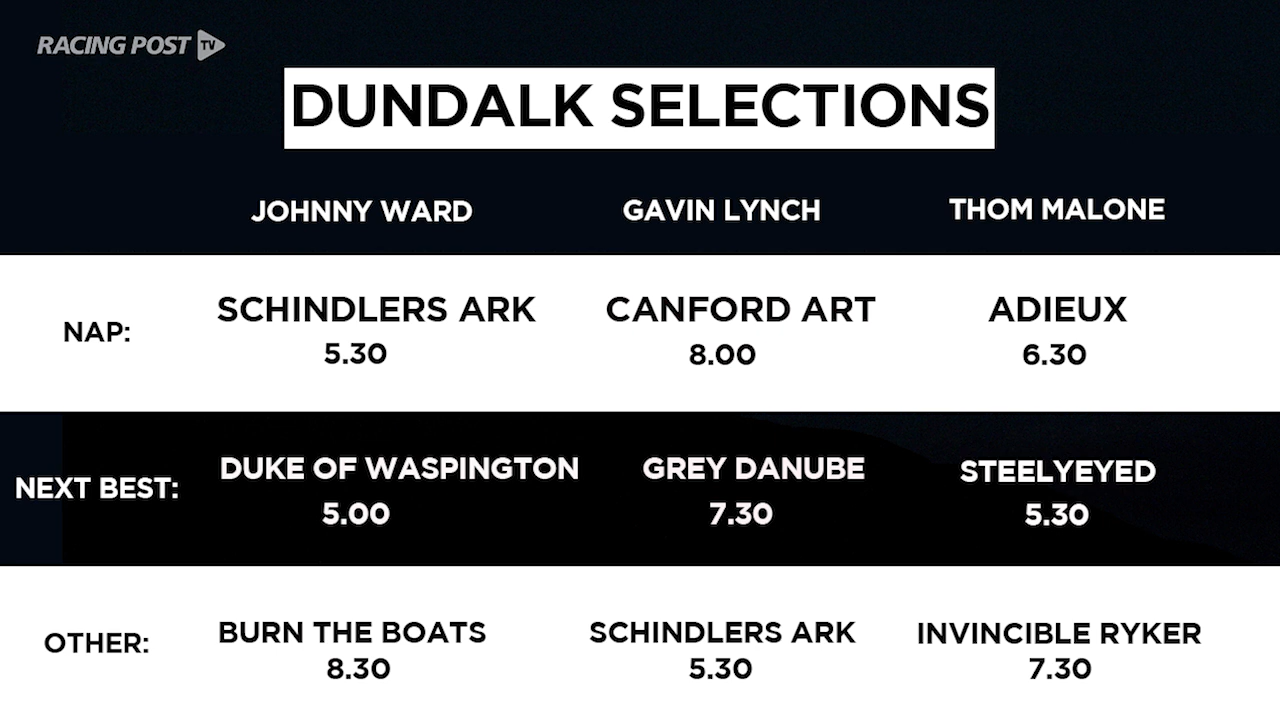 RACING POST TV
DUNDALK SELECTIONS
JOHNNY WARD GAVIN LYNCH THOM MALONE
NAP: SCHINDLERS ARK CANFORD ART ADIEUX
5.30 8.00 6.30
NEXT BEST: DUKE OF WASPINGTON GREY DANUBE STEELYEYED
5.00 7.30 5.30
OTHER: BURN THE BOATS SCHINDLERS ARK INVINCIBLE RYKER
8.30 5.30 7.30